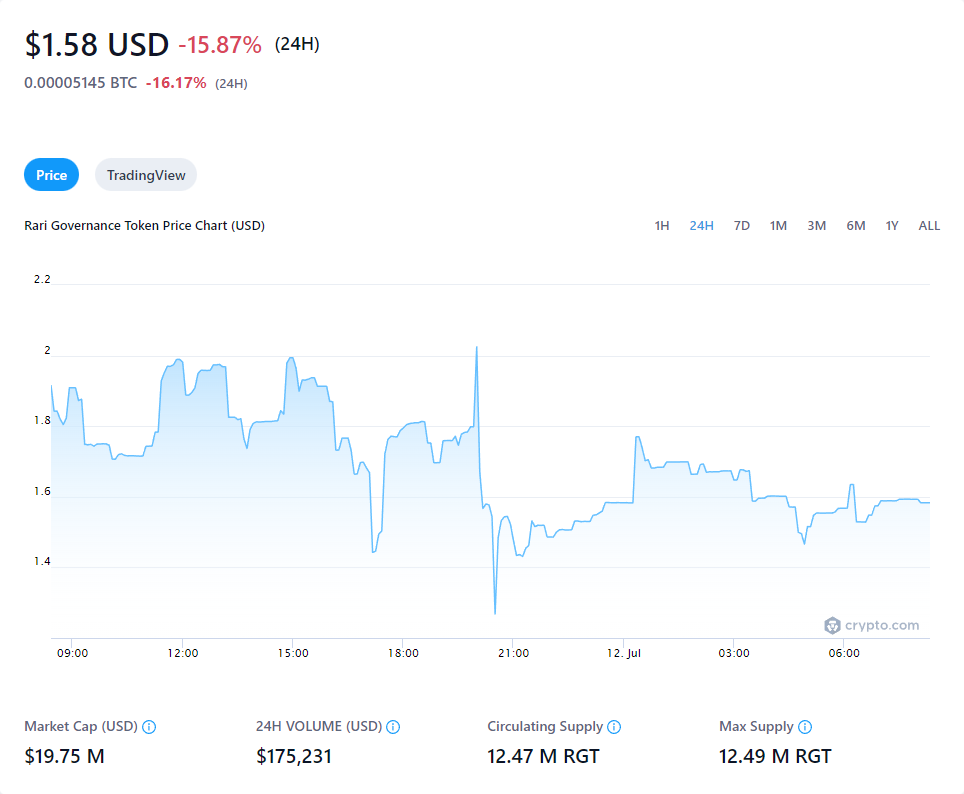 $1.58 USD -15.87% (24H)
0.00005145 BTC -16.17% (24H)
Price TradingView
Rari Governance Token Price Chart (USD) 1H 24H 7D 1M 3M 6M 1Y ALL
2.2
2
1.8
1.6
1.4
crypto.com
09:00 12:00 15:00 18:00 21:00 12. Jul 03:00 06:00
Market Cap (USD) 24H VOLUME (USD) Circulating Supply Max Supply
$19.75 M $175,231 12.47 M RGT 12.49 M RGT